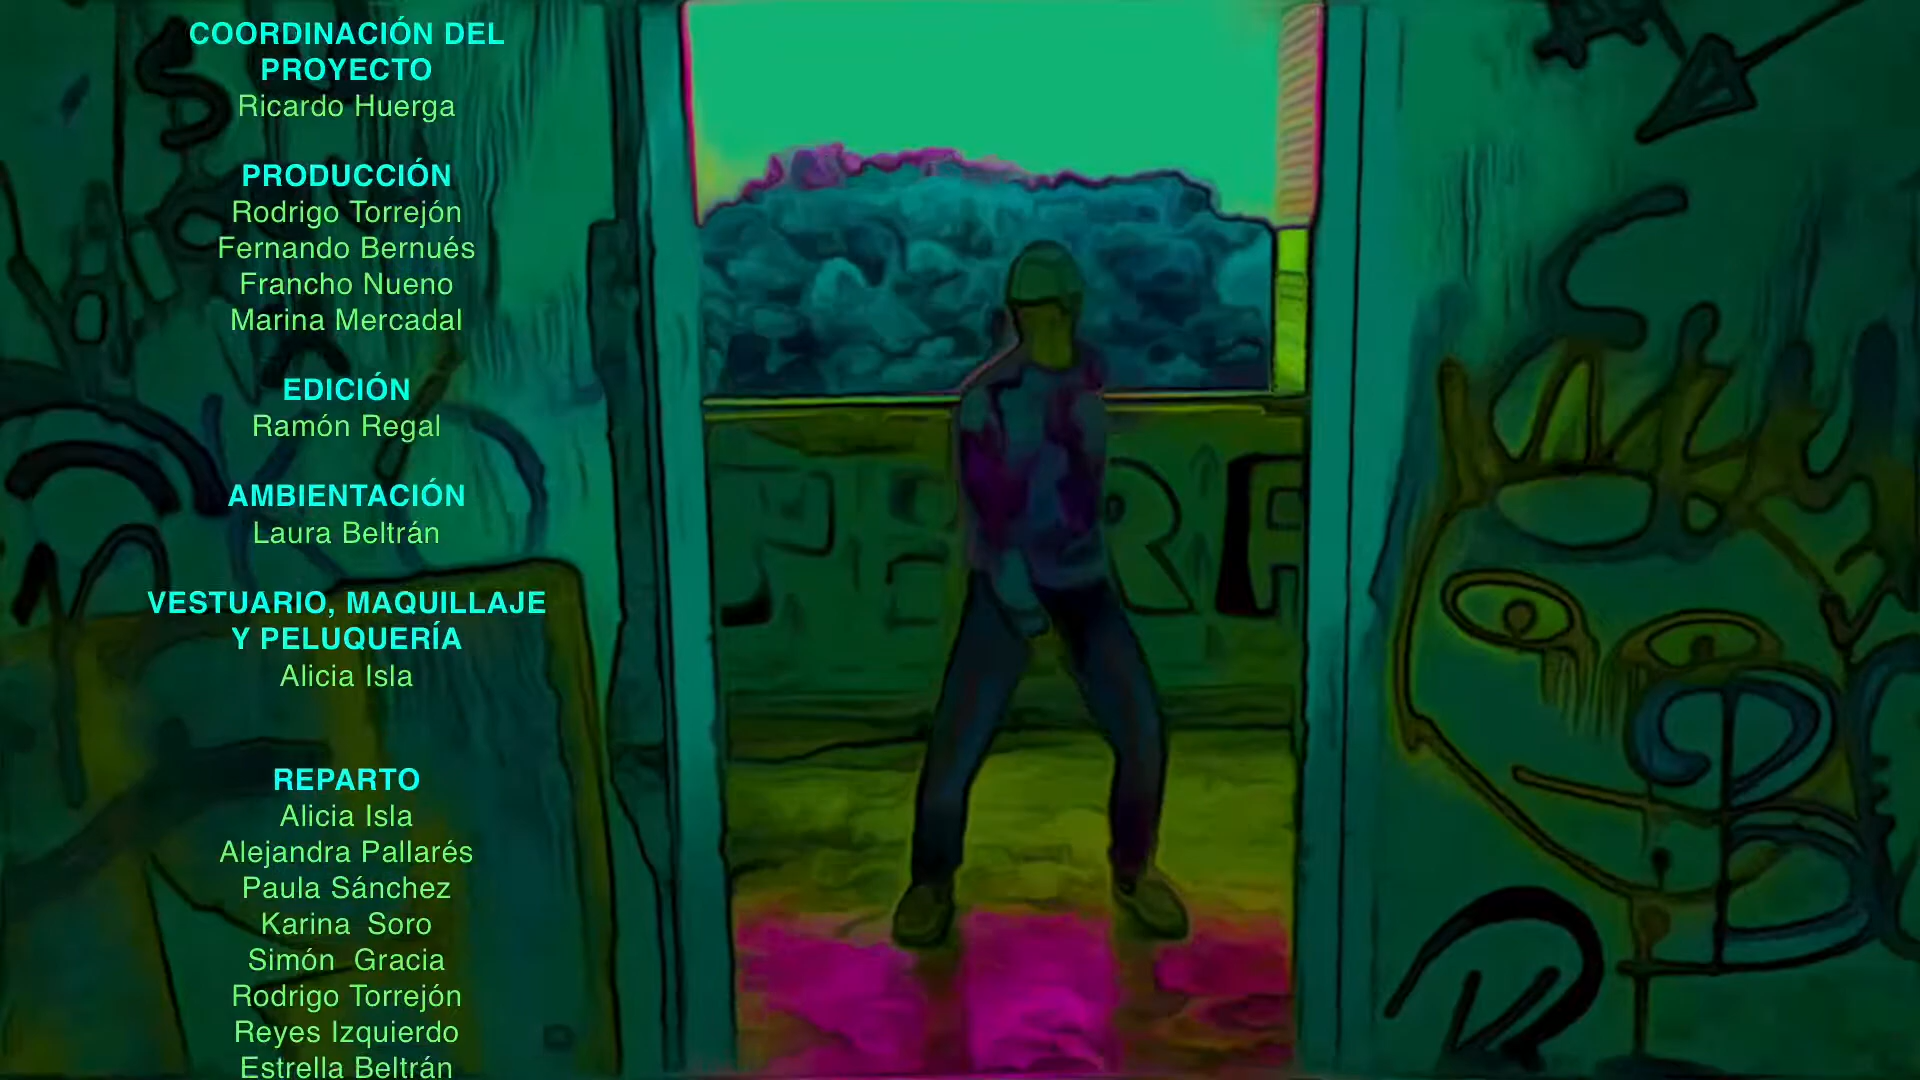 COORDINACIÓN DEL
PROYECTO
Ricardo Huerga
PRODUCCIÓN
Rodrigo Torrejón
Fernando Bernués
Francho Nueno
Marina Mercadal
EDICIÓN
Ramón Regal
AMBIENTACIÓN
Laura Beltrán
VESTUARIO, MAQUILLAJE
Y PELUQUERÍA
Alicia Isla
REPARTO
Alicia Isla
Alejandra Pallarés
Paula Sánchez
Karina Soro
Simón Gracia
Rodrigo Torrejón
Reyes Izquierdo
Estrella Beltrán